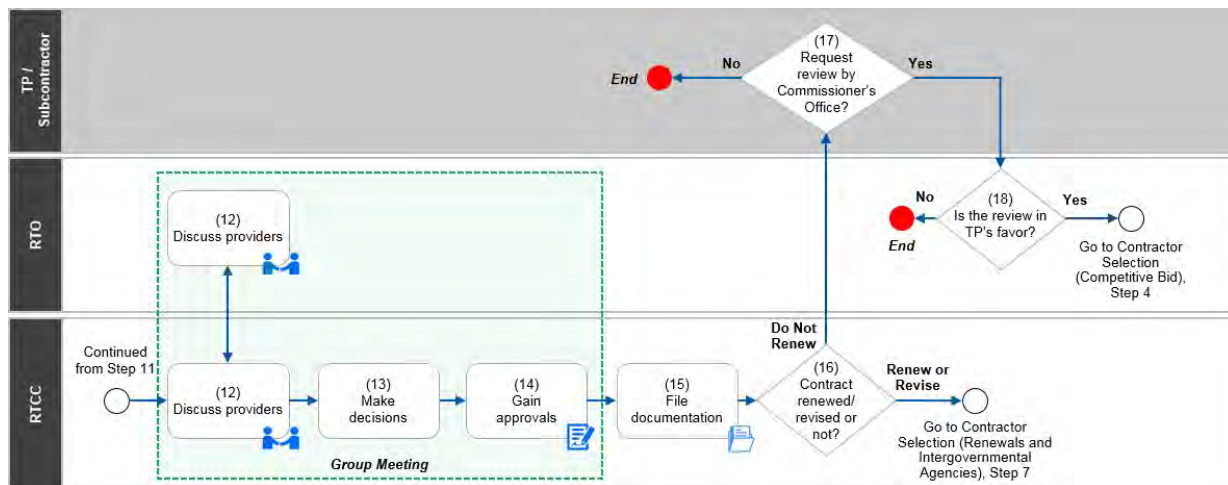 TP /
Subcontractor
(17)
Request
review by
Commissioner's
Office?
No
Yes
End
RTO
(12)
Discuss providers
No
(18)
Is the review in
TP's favor?
Yes
End
Go to Contractor
Selection
(Competitive Bid),
Step 4
RTCC
Continued
from Step 11
(12)
Discuss providers
(13)
Make
decisions
(14)
Gain
approvals
Group Meeting
(15)
File
documentation
Do Not
Renew
(16)
Contract
renewed/
revised or
not?
Renew or
Revise
Go to Contractor
Selection (Renewals and
Intergovernmental
Agencies), Step 7